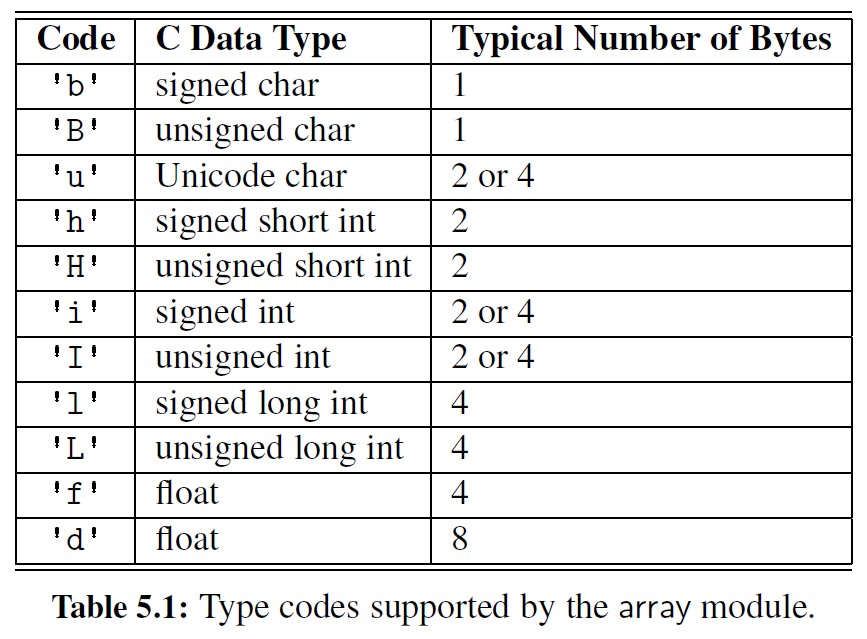 Code C Data Type Typical Number of Bytes
'b' signed char 1
'B' unsigned char 1
'u' Unicode char 2 or 4
'h' signed short int 2
'H' unsigned short int 2
'i' signed int 2 or 4
'I' unsigned int 2 or 4
'l' signed long int 4
'L' unsigned long int 4
'f' float 4
'd' float 8
Table 5.1: Type codes supported by the array module.